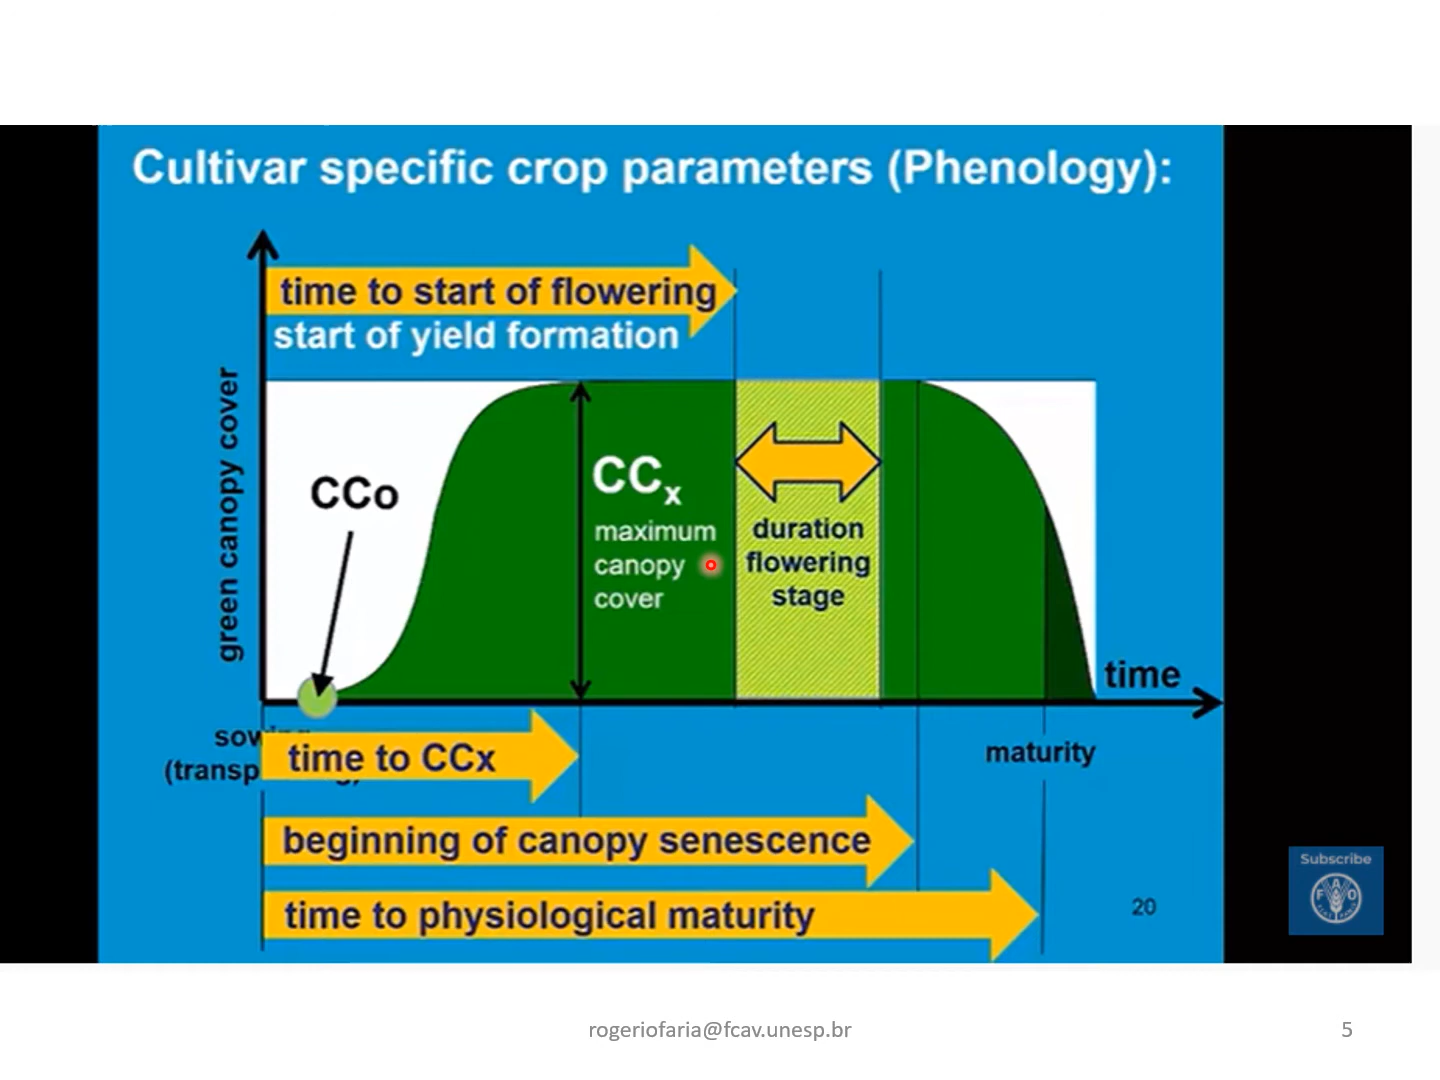 Cultivar specific crop parameters (Phenology):
time to start of flowering
start of yield formation
green canopy cover
CCo
CCx
maximum
canopy
cover
duration
flowering
stage
time
time to CCx
maturity
beginning of canopy senescence
time to physiological maturity
20
Subscribe
FAO
rogeriofaria@fcav.unesp.br
5